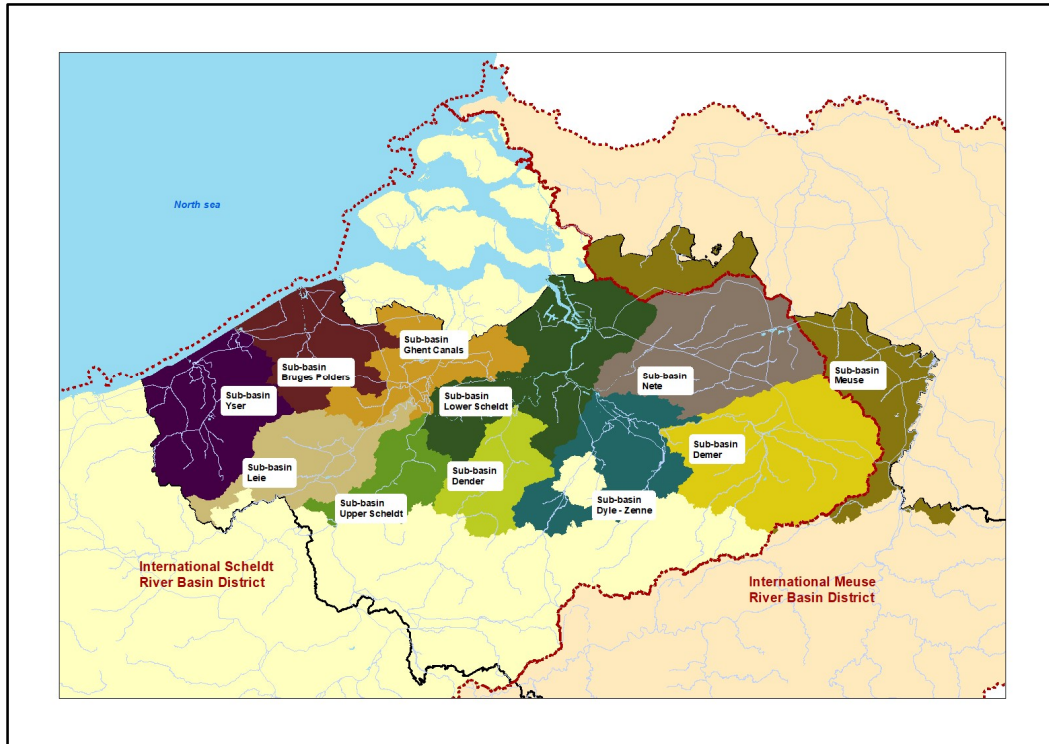 North sea
Sub-basin
Ghent Canals
Sub-basin
Bruges Polders
Sub-basin
Yser
Sub-basin
Lower Scheldt
Sub-basin
Nete
Sub-basin
Meuse
Sub-basin
Leie
Sub-basin
Dender
Sub-basin
Demer
Sub-basin
Upper Scheldt
Sub-basin
Dyle - Zenne
International Scheldt
River Basin District
International Meuse
River Basin District